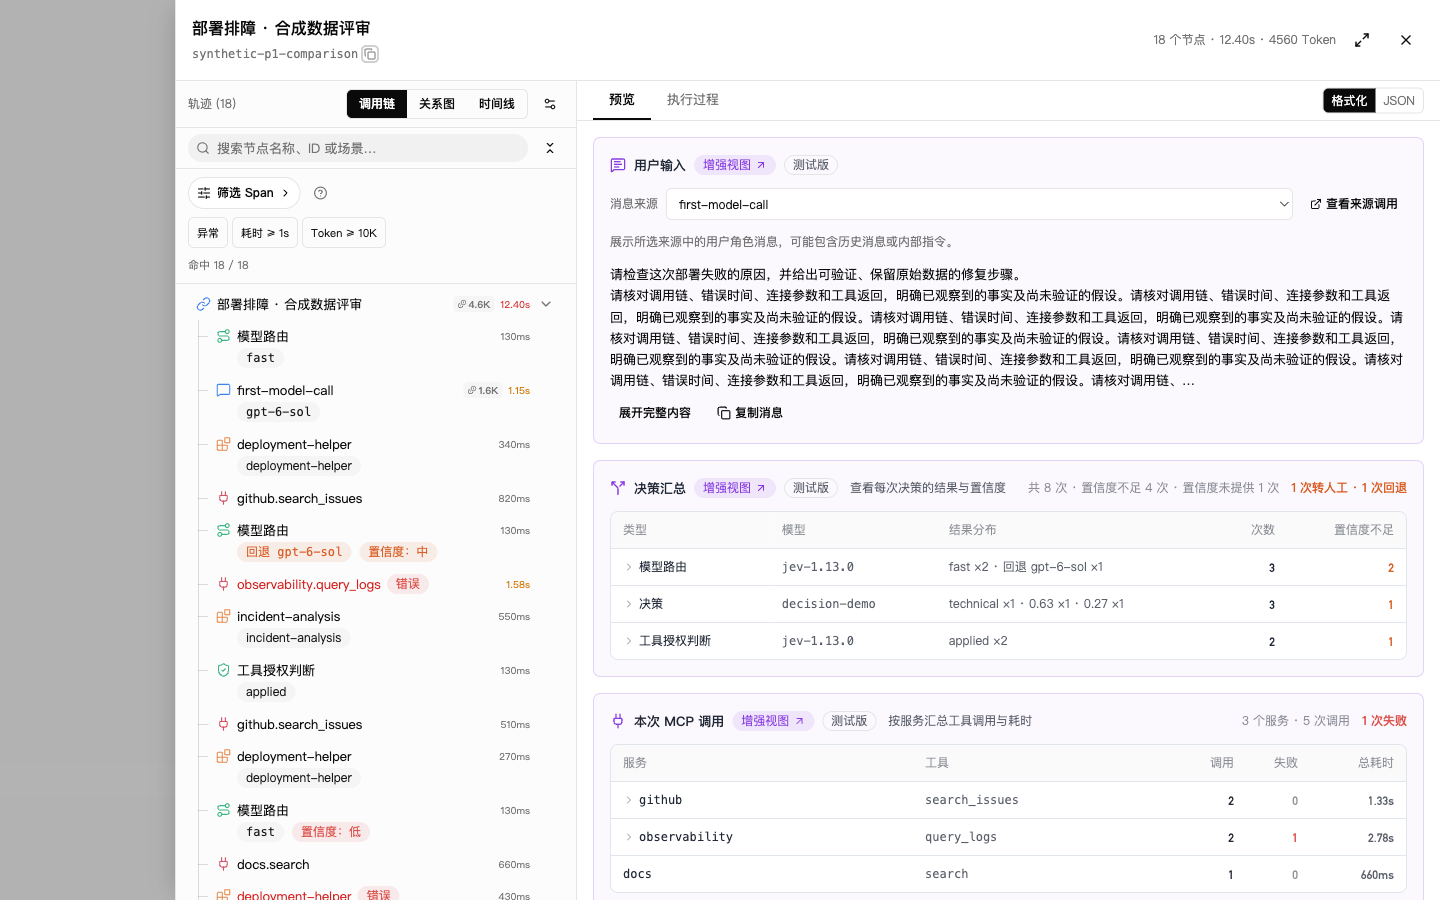 部署排障 · 合成数据评审
synthetic-p1-comparison
18 个节点 · 12.40s · 4560 Token
轨迹 (18)
调用链 关系图 时间线
搜索节点名称、ID 或场景...
筛选 Span
异常 耗时 ≥ 1s Token ≥ 10K
命中 18 / 18
部署排障 · 合成数据评审 4.6K 12.40s
模型路由 130ms
fast
first-model-call 1.6K 1.15s
gpt-6-sol
deployment-helper 340ms
deployment-helper
github.search_issues 820ms
模型路由 130ms
回退 gpt-6-sol 置信度：中
observability.query_logs 错误 1.58s
incident-analysis 550ms
incident-analysis
工具授权判断 130ms
applied
github.search_issues 510ms
deployment-helper 270ms
deployment-helper
模型路由 130ms
fast 置信度：低
docs.search 660ms
deployment-helper 错误 430ms
预览 执行过程
格式化 JSON
用户输入 增强视图 测试版
消息来源 first-model-call 查看来源调用
展示所选来源中的用户角色消息，可能包含历史消息或内部指令。
请检查这次部署失败的原因，并给出可验证、保留原始数据的修复步骤。
请核对调用链、错误时间、连接参数和工具返回，明确已观察到的事实及尚未验证的假设。请核对调用链、错误时间、连接参数和工具返
回，明确已观察到的事实及尚未验证的假设。请核对调用链、错误时间、连接参数和工具返回，明确已观察到的事实及尚未验证的假设。请
核对调用链、错误时间、连接参数和工具返回，明确已观察到的事实及尚未验证的假设。请核对调用链、错误时间、连接参数和工具返回，
明确已观察到的事实及尚未验证的假设。请核对调用链、错误时间、连接参数和工具返回，明确已观察到的事实及尚未验证的假设。请核对
调用链、错误时间、连接参数和工具返回，明确已观察到的事实及尚未验证的假设。请核对调用链、...
展开完整内容 复制消息
决策汇总 增强视图 测试版 查看每次决策的结果与置信度 共 8 次 · 置信度不足 4 次 · 置信度未提供 1 次 1 次转人工 · 1 次回退
类型 模型 结果分布 次数 置信度不足
模型路由 jev-1.13.0 fast ×2 · 回退 gpt-6-sol ×1 3 2
决策 decision-demo technical ×1 · 0.63 ×1 · 0.27 ×1 3 1
工具授权判断 jev-1.13.0 applied ×2 2 1
本次 MCP 调用 增强视图 测试版 按服务汇总工具调用与耗时 3 个服务 · 5 次调用 1 次失败
服务 工具 调用 失败 总耗时
github search_issues 2 0 1.33s
observability query_logs 2 1 2.78s
docs search 1 0 660ms